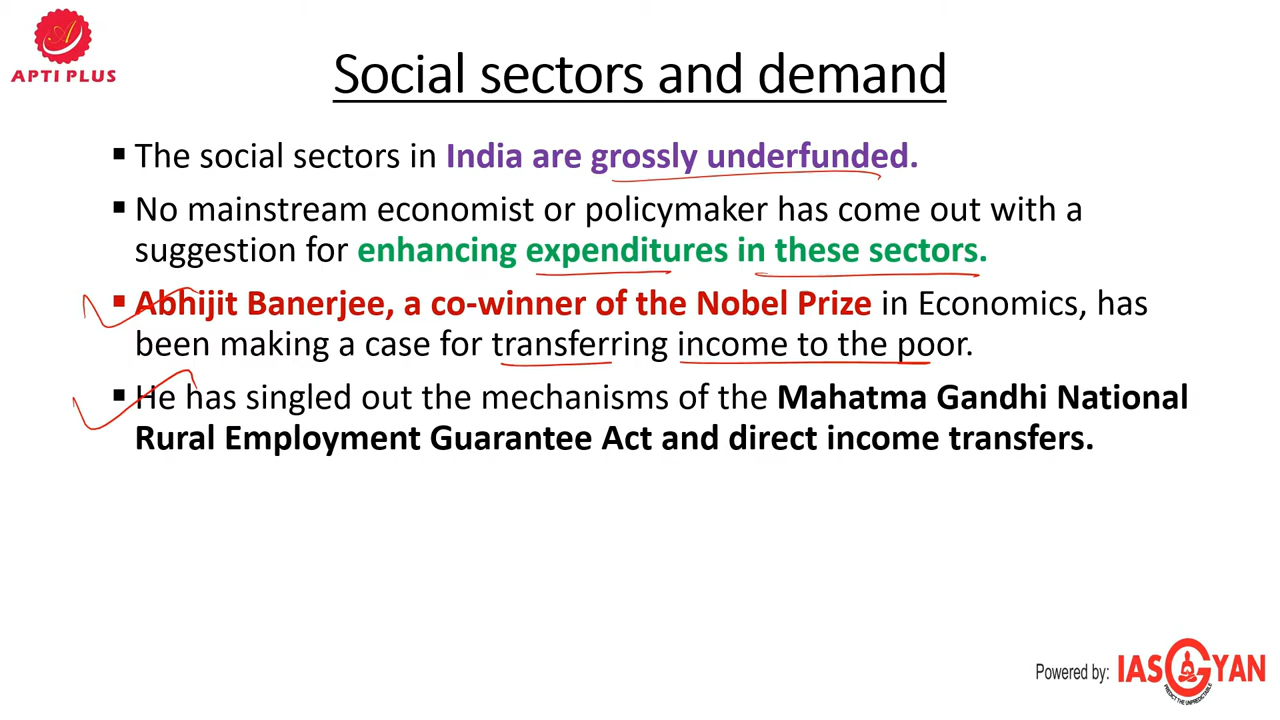 APTI PLUS
Social sectors and demand
▪ The social sectors in India are grossly underfunded.
▪ No mainstream economist or policymaker has come out with a
suggestion for enhancing expenditures in these sectors.
▪ Abhijit Banerjee, a co-winner of the Nobel Prize in Economics, has
been making a case for transferring income to the poor.
▪ He has singled out the mechanisms of the Mahatma Gandhi National
Rural Employment Guarantee Act and direct income transfers.
Powered by: IAS GYAN
PREDICT THE UNPREDICTABLE